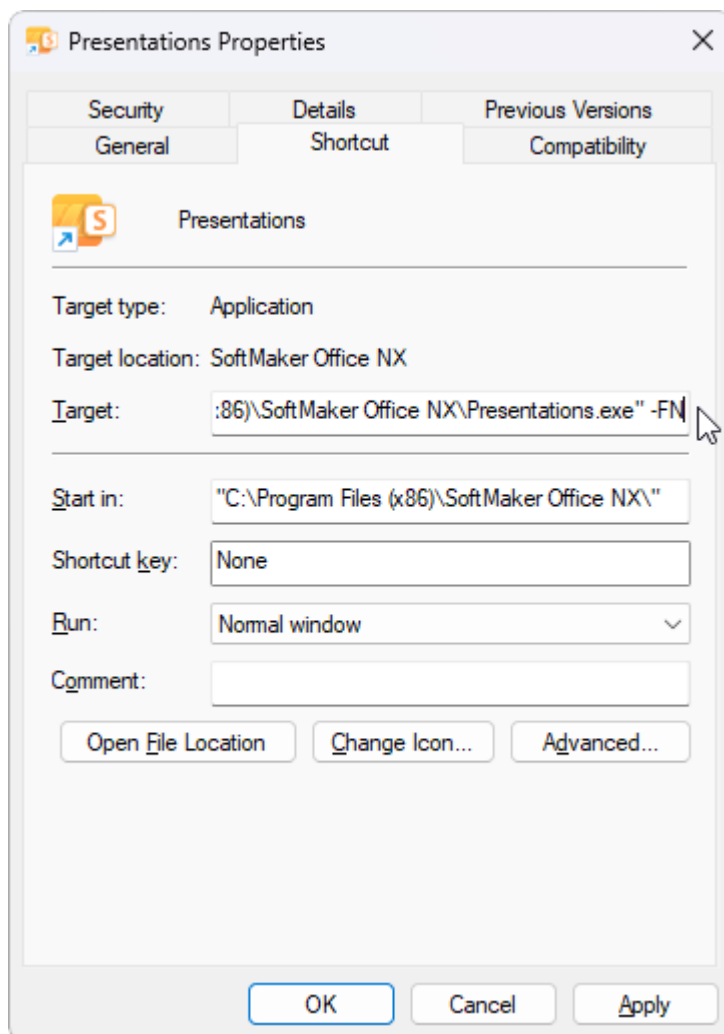 Presentations Properties
Security Details Previous Versions
General Shortcut Compatibility
S
Presentations
Target type: Application
Target location: SoftMaker Office NX
Target: :86)\SoftMaker Office NX\Presentations.exe" -FN
Start in: "C:\Program Files (x86)\SoftMaker Office NX\"
Shortcut key: None
Run: Normal window
Comment:
Open File Location Change Icon... Advanced...
OK Cancel Apply